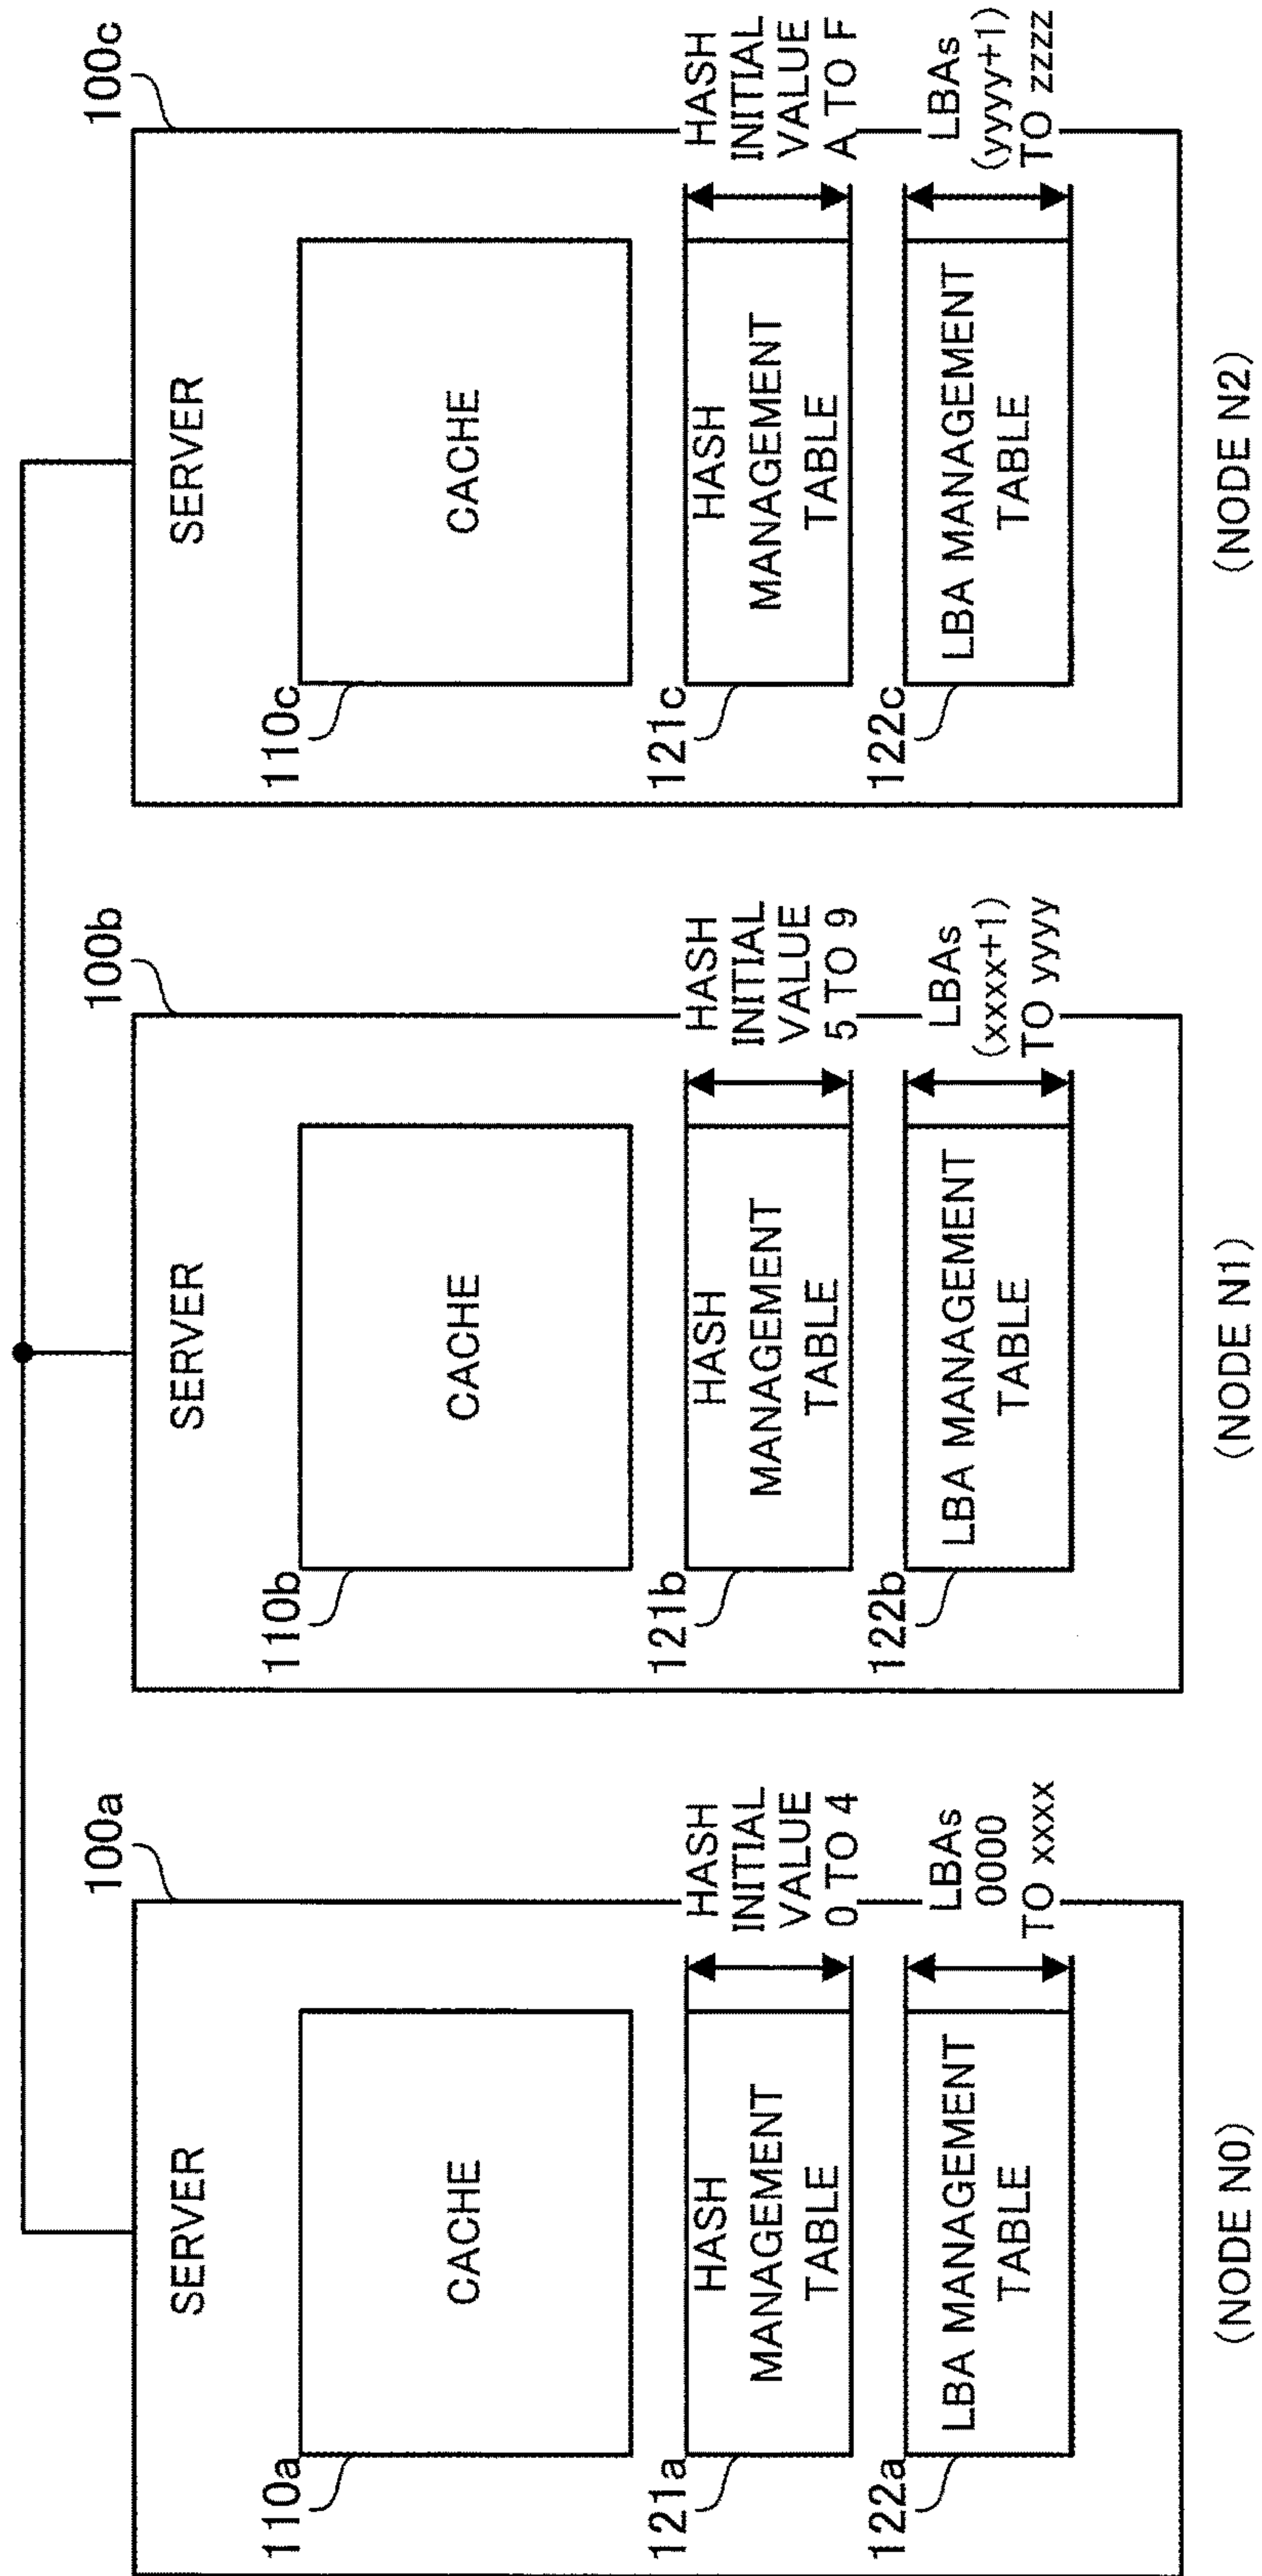 100a
SERVER
110a
CACHE
121a
HASH
MANAGEMENT
TABLE
HASH
INITIAL
VALUE
0 TO 4
122a
LBA MANAGEMENT
TABLE
LBAs
0000
TO xxxx
(NODE N0)
100b
SERVER
110b
CACHE
121b
HASH
MANAGEMENT
TABLE
HASH
INITIAL
VALUE
5 TO 9
122b
LBA MANAGEMENT
TABLE
LBAs
(xxxx+1)
TO yyyy
(NODE N1)
100c
SERVER
110c
CACHE
121c
HASH
MANAGEMENT
TABLE
HASH
INITIAL
VALUE
A TO F
122c
LBA MANAGEMENT
TABLE
LBAs
(yyyy+1)
TO zzzz
(NODE N2)